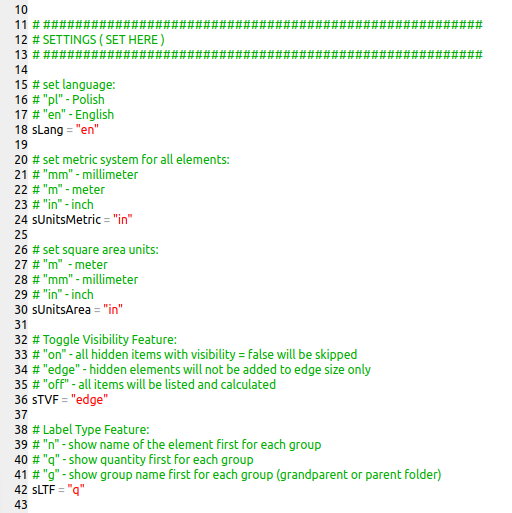 10
11 # #######################################################
12 # SETTINGS ( SET HERE )
13 # #######################################################
14
15 # set language:
16 # "pl" - Polish
17 # "en" - English
18 sLang = "en"
19
20 # set metric system for all elements:
21 # "mm" - millimeter
22 # "m" - meter
23 # "in" - inch
24 sUnitsMetric = "in"
25
26 # set square area units:
27 # "m"  - meter
28 # "mm" - millimeter
29 # "in" - inch
30 sUnitsArea = "in"
31
32 # Toggle Visibility Feature:
33 # "on" - all hidden items with visibility = false will be skipped
34 # "edge" - hidden elements will not be added to edge size only
35 # "off" - all items will be listed and calculated
36 sTVF = "edge"
37
38 # Label Type Feature:
39 # "n" - show name of the element first for each group
40 # "q" - show quantity first for each group
41 # "g" - show group name first for each group (grandparent or parent folder)
42 sLTF = "q"
43